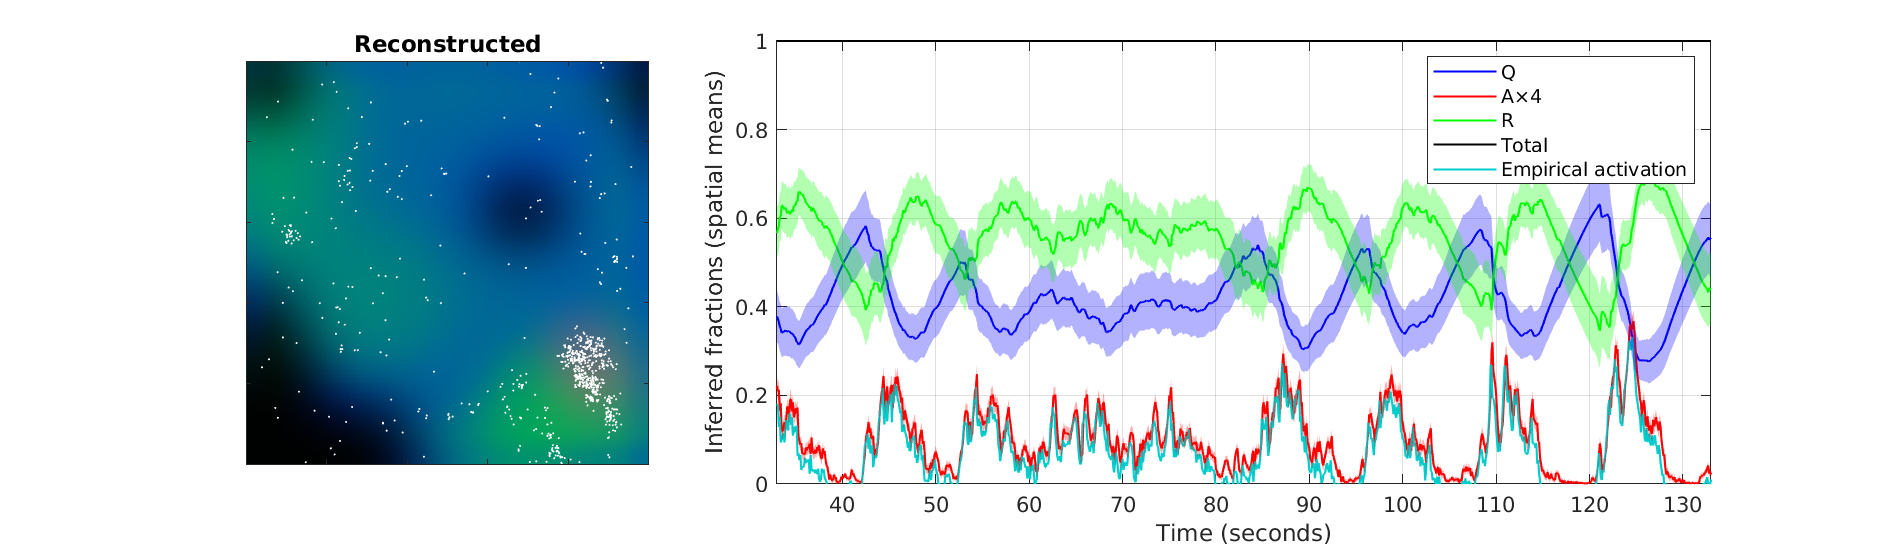 Reconstructed
Inferred fractions (spatial means)
1
0.8
0.6
0.4
0.2
0
Q
A×4
R
Total
Empirical activation
40 50 60 70 80 90 100 110 120 130
Time (seconds)